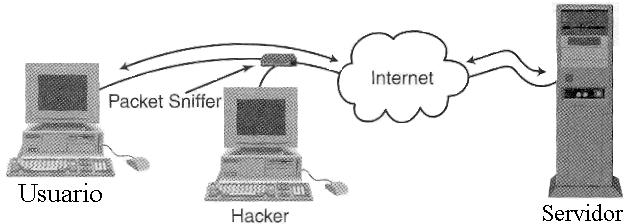 Internet
Packet Sniffer
Usuario
Hacker
Servidor